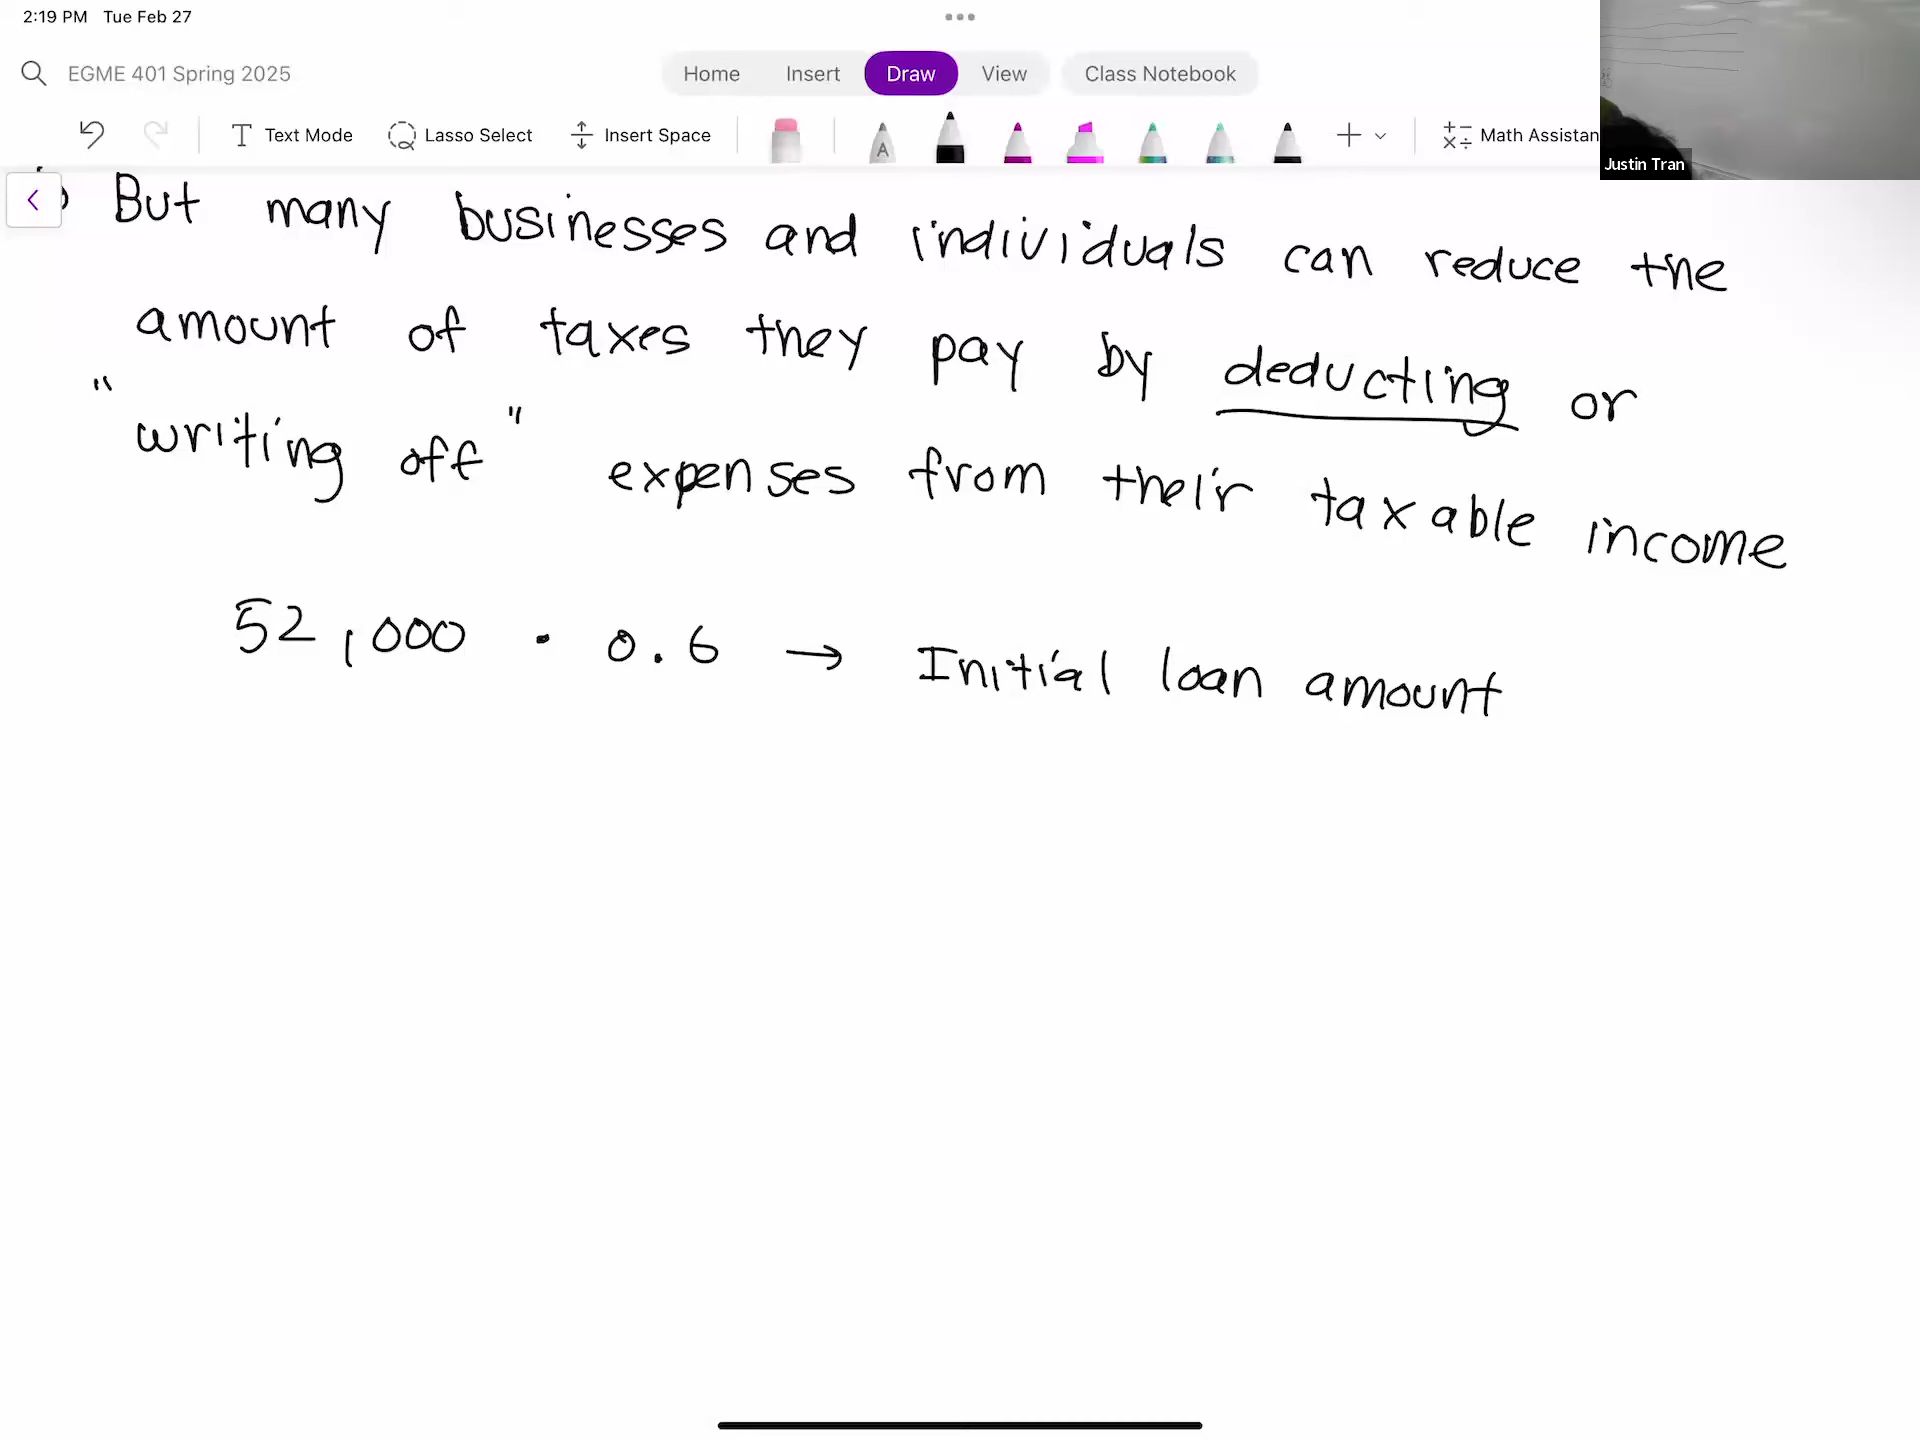 2:19 PM Tue Feb 27
EGME 401 Spring 2025
Home Insert Draw View Class Notebook
Text Mode Lasso Select Insert Space A Math Assistan
Justin Tran
But many businesses and individuals can reduce the
amount of taxes they pay by deducting or
"writing off" expenses from their taxable income
52,000 · 0.6 → Initial loan amount